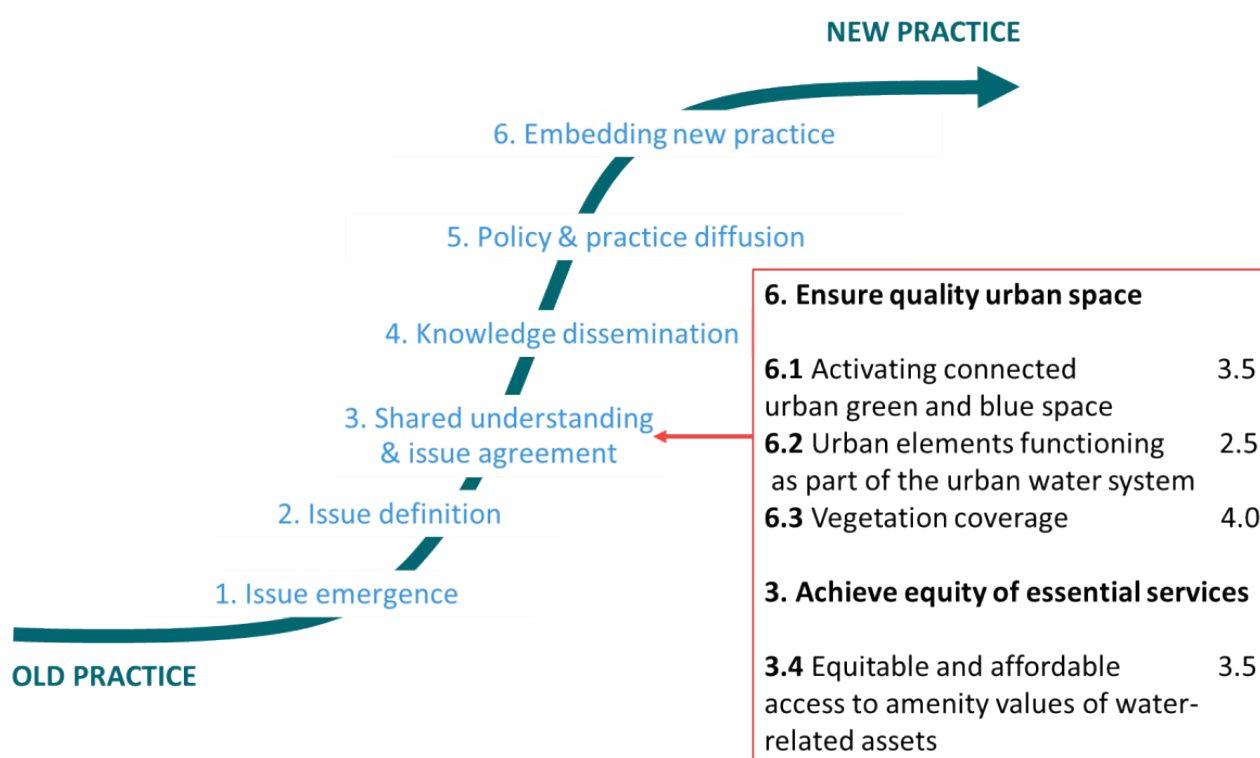 NEW PRACTICE
6. Embedding new practice
5. Policy & practice diffusion
4. Knowledge dissemination
3. Shared understanding
& issue agreement
2. Issue definition
1. Issue emergence
OLD PRACTICE
6. Ensure quality urban space
6.1 Activating connected 3.5
urban green and blue space
6.2 Urban elements functioning 2.5
as part of the urban water system
6.3 Vegetation coverage 4.0
3. Achieve equity of essential services
3.4 Equitable and affordable 3.5
access to amenity values of water-
related assets